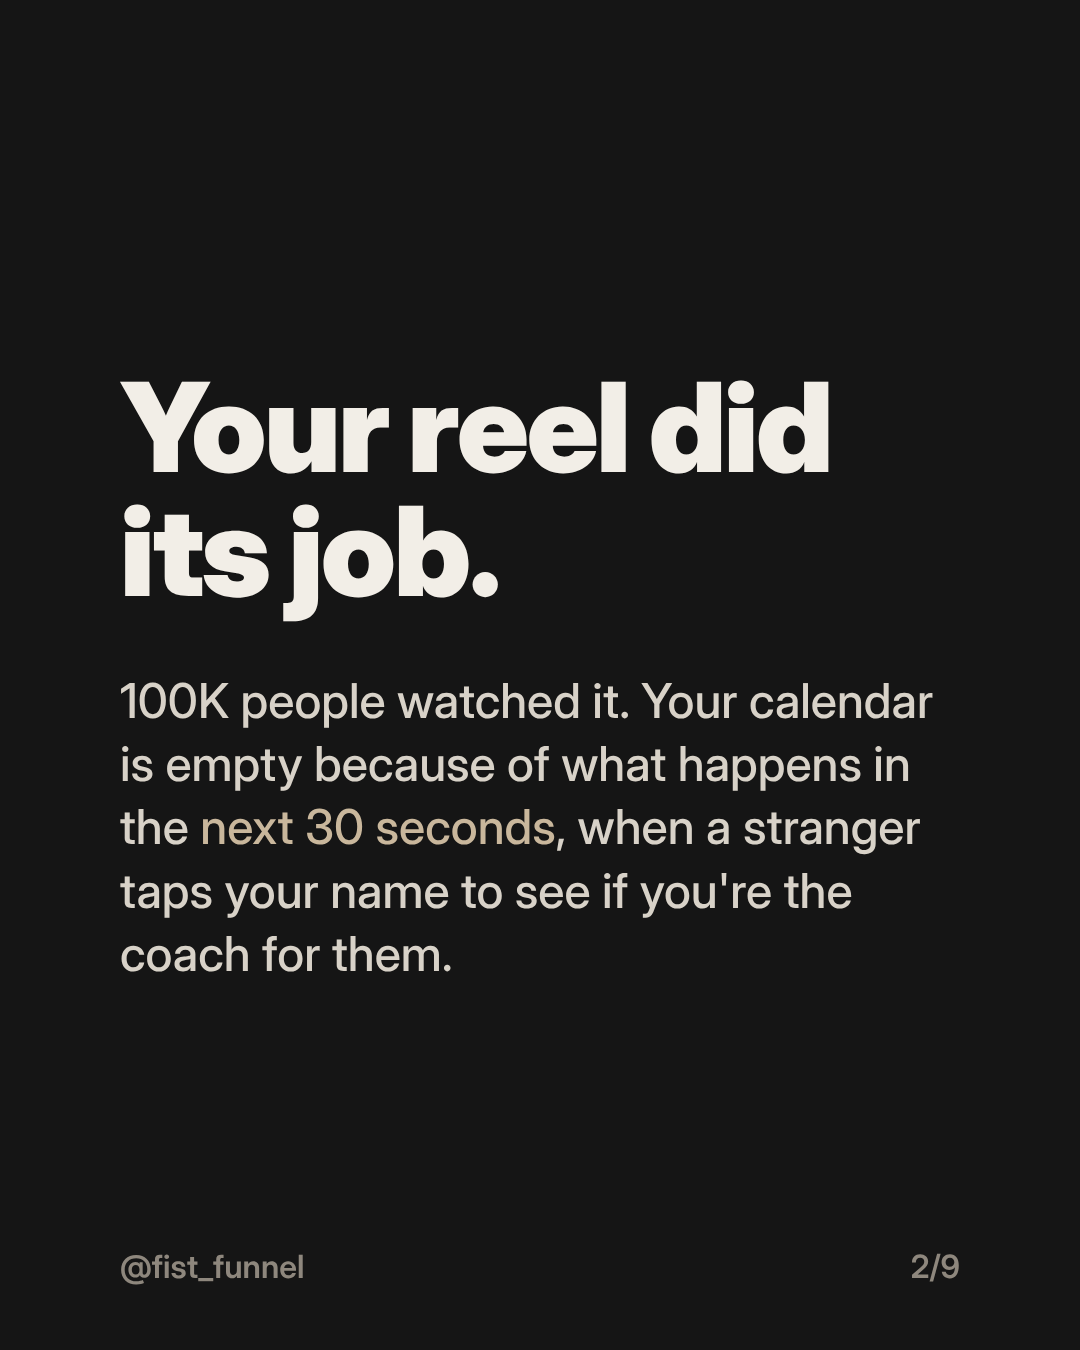 Your reel did
its job.
100K people watched it. Your calendar
is empty because of what happens in
the next 30 seconds, when a stranger
taps your name to see if you're the
coach for them.
@fist_funnel
2/9